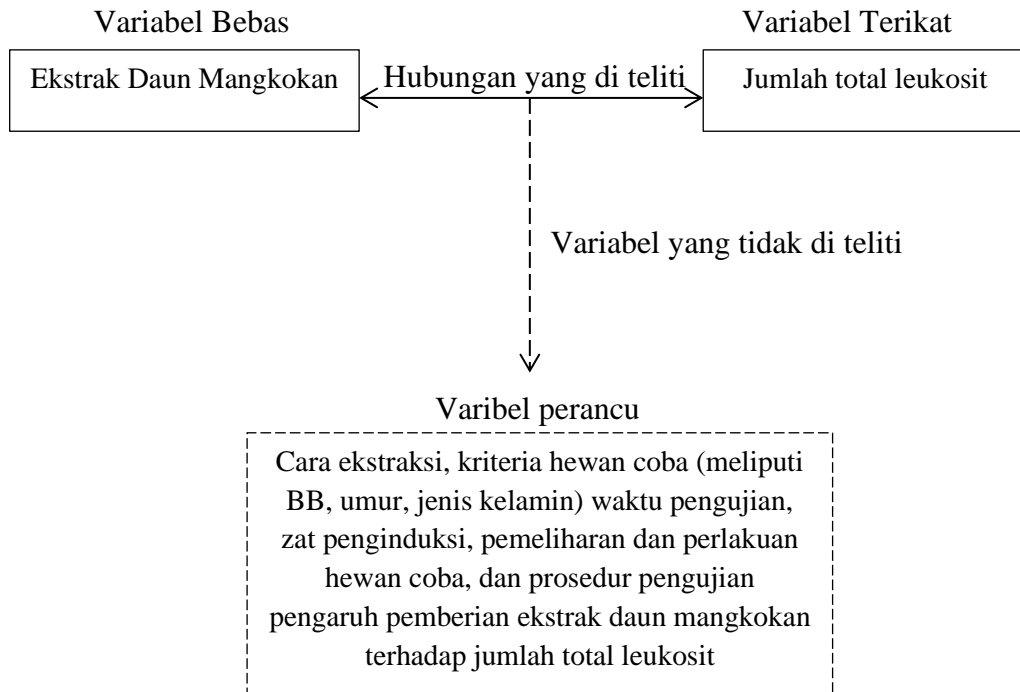 Variabel Bebas
Variabel Terikat
Ekstrak Daun Mangkokan
Hubungan yang di teliti
Jumlah total leukosit
Variabel yang tidak di teliti
Varibel perancu
Cara ekstraksi, kriteria hewan coba (meliputi
BB, umur, jenis kelamin) waktu pengujian,
zat penginduksi, pemeliharan dan perlakuan
hewan coba, dan prosedur pengujian
pengaruh pemberian ekstrak daun mangkokan
terhadap jumlah total leukosit